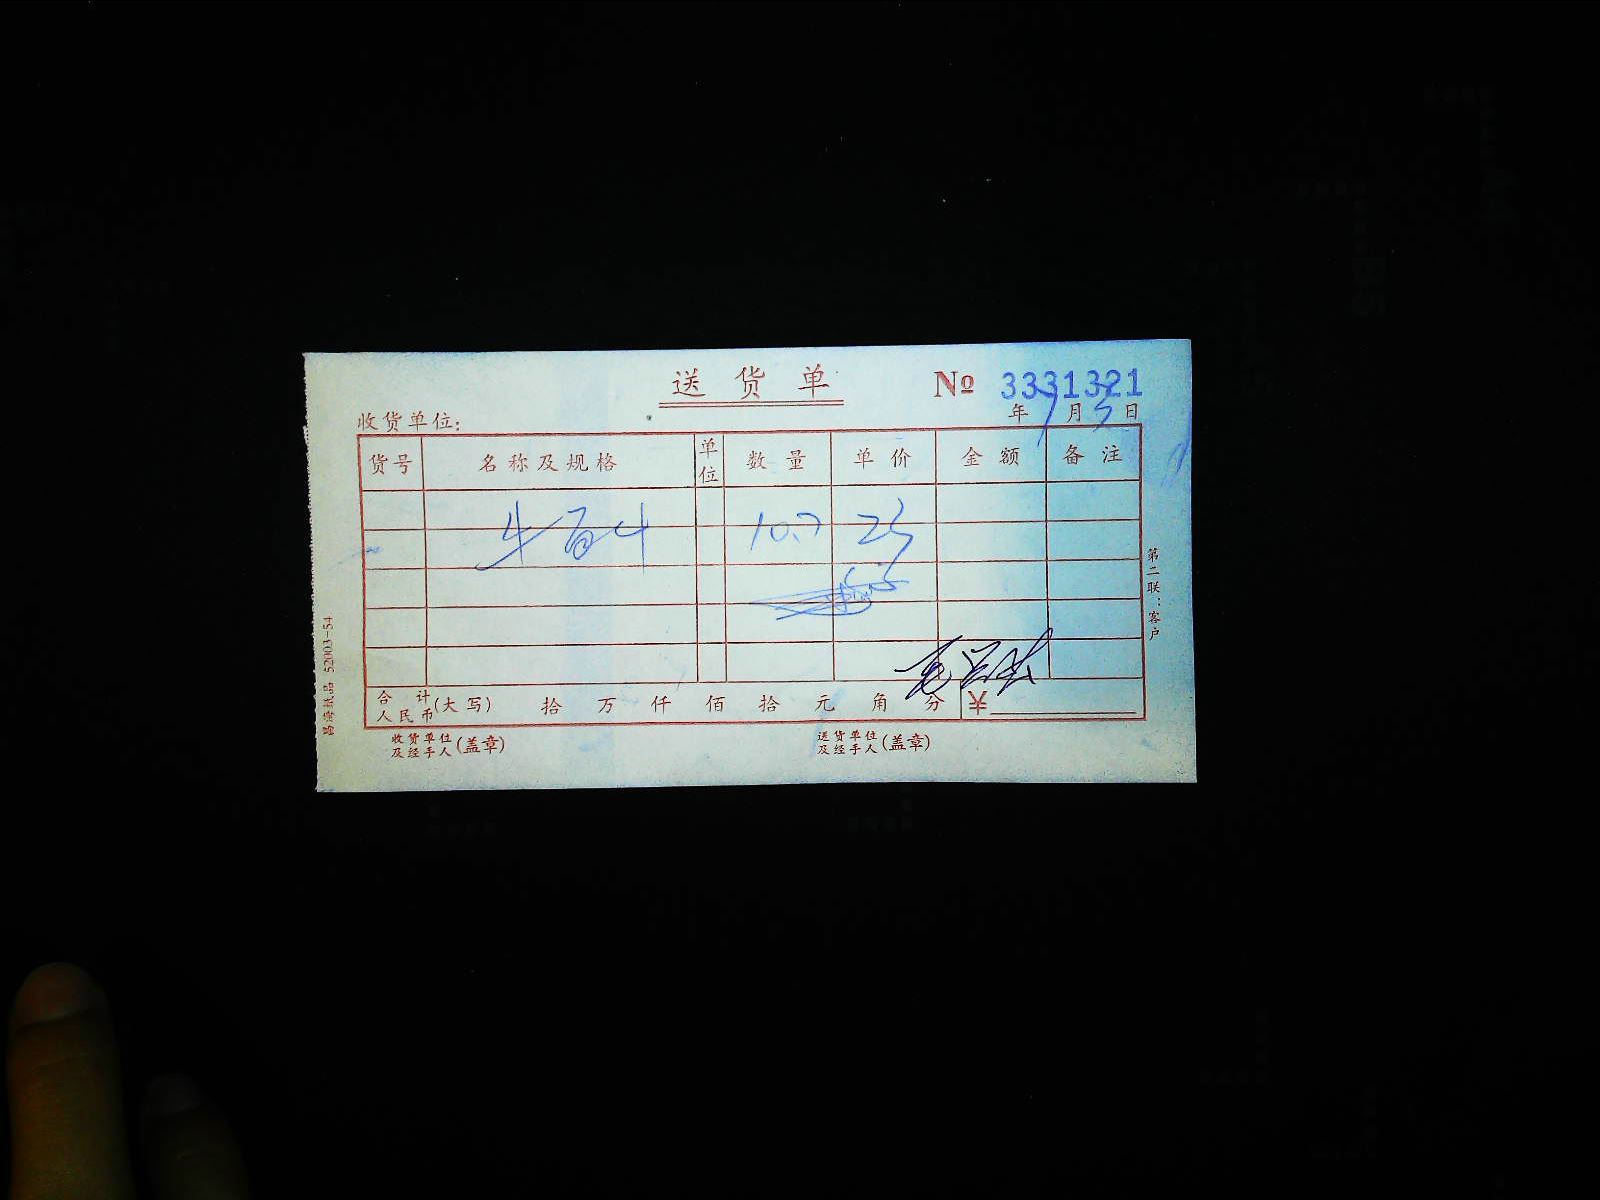 送货单 № 3331321
年7月5日
收货单位:
货号 名称及规格 单位 数量 单价 金额 备注
牛百叶 10.7 25
合计人民币(大写) 拾 万 仟 佰 拾 元 角 分 ¥
收货单位及经手人(盖章) 送货单位及经手人(盖章)
第二联:客户
52003-54